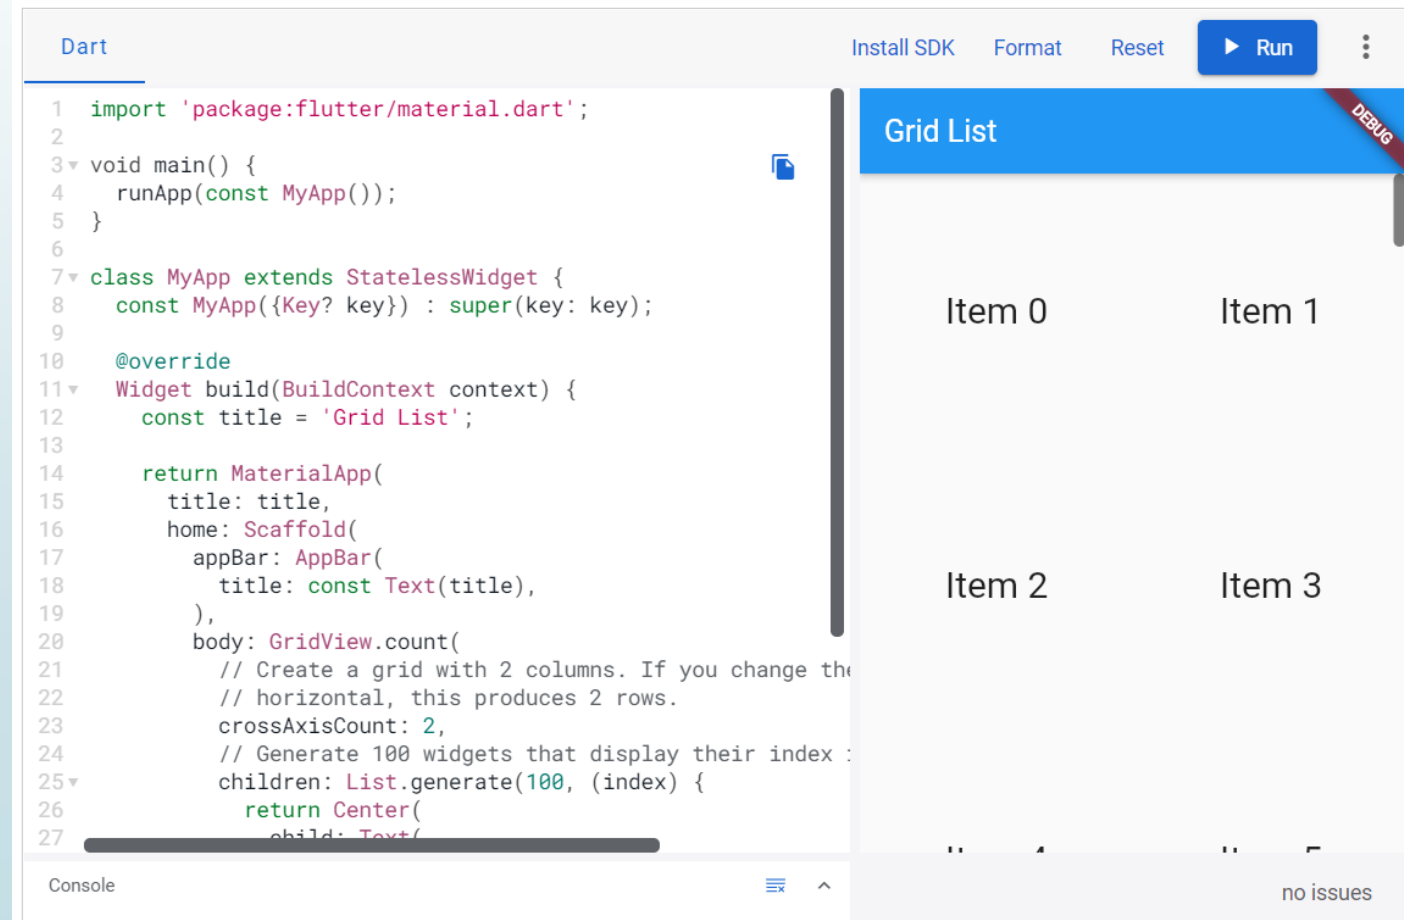 Dart
Install SDK Format Reset Run
1 import 'package:flutter/material.dart';
2
3 void main() {
4   runApp(const MyApp());
5 }
6
7 class MyApp extends StatelessWidget {
8   const MyApp({Key? key}) : super(key: key);
9
10   @override
11   Widget build(BuildContext context) {
12     const title = 'Grid List';
13
14     return MaterialApp(
15       title: title,
16       home: Scaffold(
17         appBar: AppBar(
18           title: const Text(title),
19         ),
20         body: GridView.count(
21           // Create a grid with 2 columns. If you change the
22           // horizontal, this produces 2 rows.
23           crossAxisCount: 2,
24           // Generate 100 widgets that display their index
25           children: List.generate(100, (index) {
26             return Center(
27               child: Text(
Console
Grid List
DEBUG
Item 0 Item 1
Item 2 Item 3
Item 4 Item 5
no issues